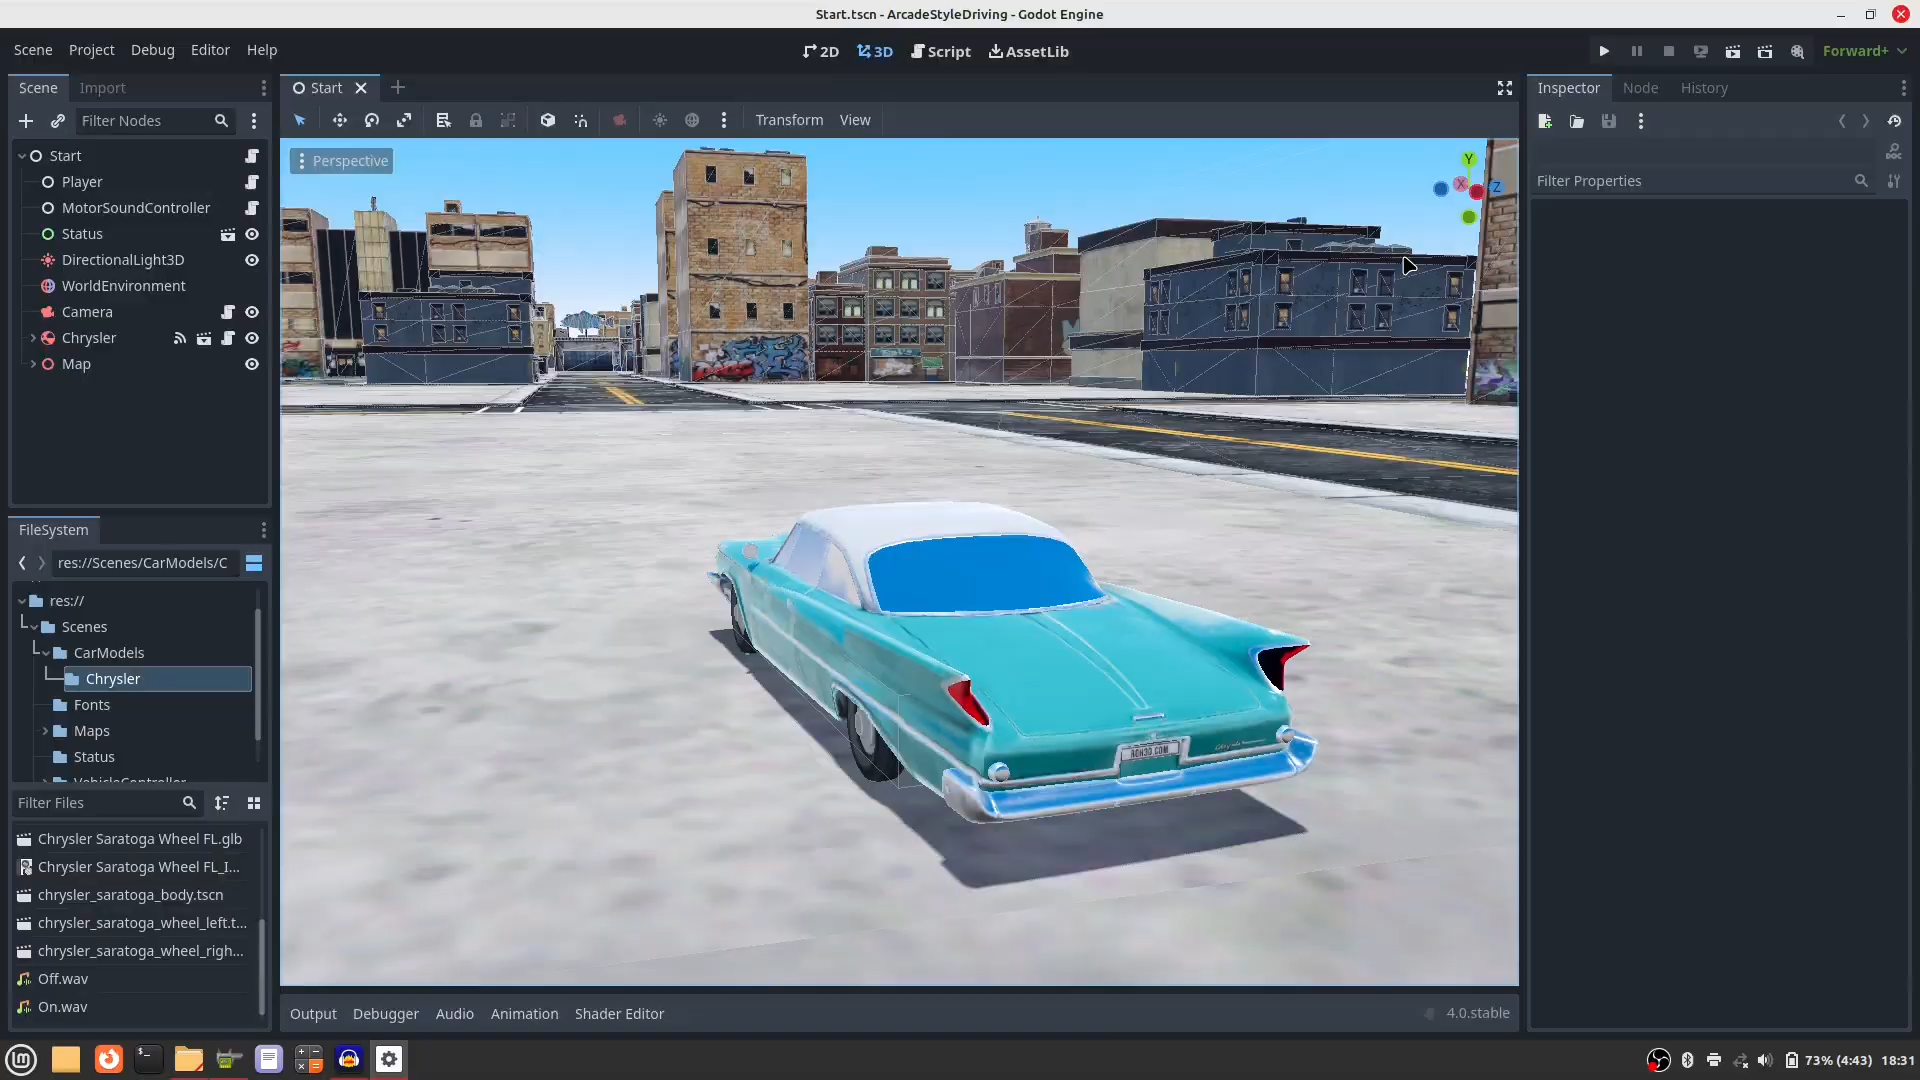 Start.tscn - ArcadeStyleDriving - Godot Engine
Scene Project Debug Editor Help
2D 3D Script AssetLib
Forward+
Scene Import
Start
Inspector Node History
Filter Nodes
Transform View
Perspective
Y
X
Z
Filter Properties
Start
Player
MotorSoundController
Status
DirectionalLight3D
WorldEnvironment
Camera
Chrysler
Map
FileSystem
res://Scenes/CarModels/C
res://
Scenes
CarModels
Chrysler
Fonts
Maps
Status
VehicleController
Filter Files
Chrysler Saratoga Wheel FL.glb
Chrysler Saratoga Wheel FL_I...
chrysler_saratoga_body.tscn
chrysler_saratoga_wheel_left.t...
chrysler_saratoga_wheel_righ...
Off.wav
On.wav
Output Debugger Audio Animation Shader Editor
4.0.stable
73% (4:43) 18:31